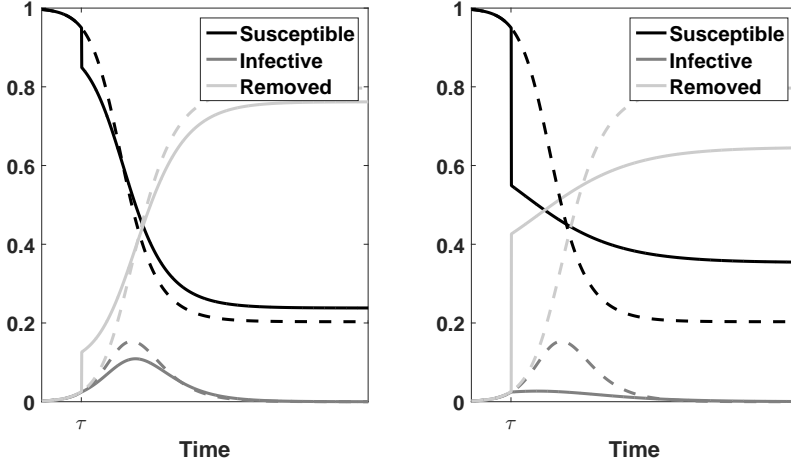 1
0.8
0.6
0.4
0.2
0
τ
Time
Susceptible
Infective
Removed
1
0.8
0.6
0.4
0.2
0
τ
Time
Susceptible
Infective
Removed